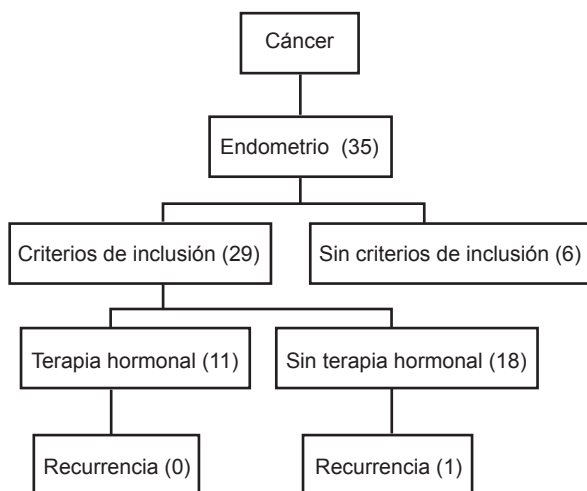 Cáncer
Endometrio (35)
Criterios de inclusión (29)
Sin criterios de inclusión (6)
Terapia hormonal (11)
Sin terapia hormonal (18)
Recurrencia (0)
Recurrencia (1)